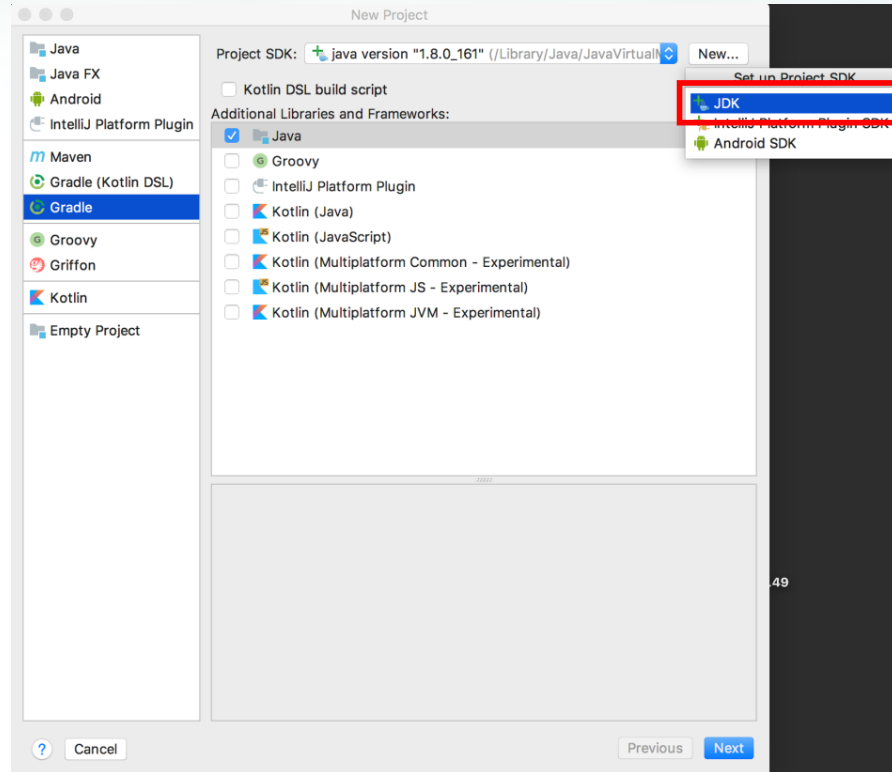 New Project
Java
Java FX
Android
IntelliJ Platform Plugin
Maven
Gradle (Kotlin DSL)
Gradle
Groovy
Griffon
Kotlin
Empty Project
Project SDK: java version "1.8.0_161" (/Library/Java/JavaVirtualM New...
Kotlin DSL build script
Additional Libraries and Frameworks:
Java
Groovy
IntelliJ Platform Plugin
Kotlin (Java)
Kotlin (JavaScript)
Kotlin (Multiplatform Common - Experimental)
Kotlin (Multiplatform JS - Experimental)
Kotlin (Multiplatform JVM - Experimental)
Set up Project SDK
JDK
IntelliJ Platform Plugin SDK
Android SDK
.49
? Cancel
Previous Next